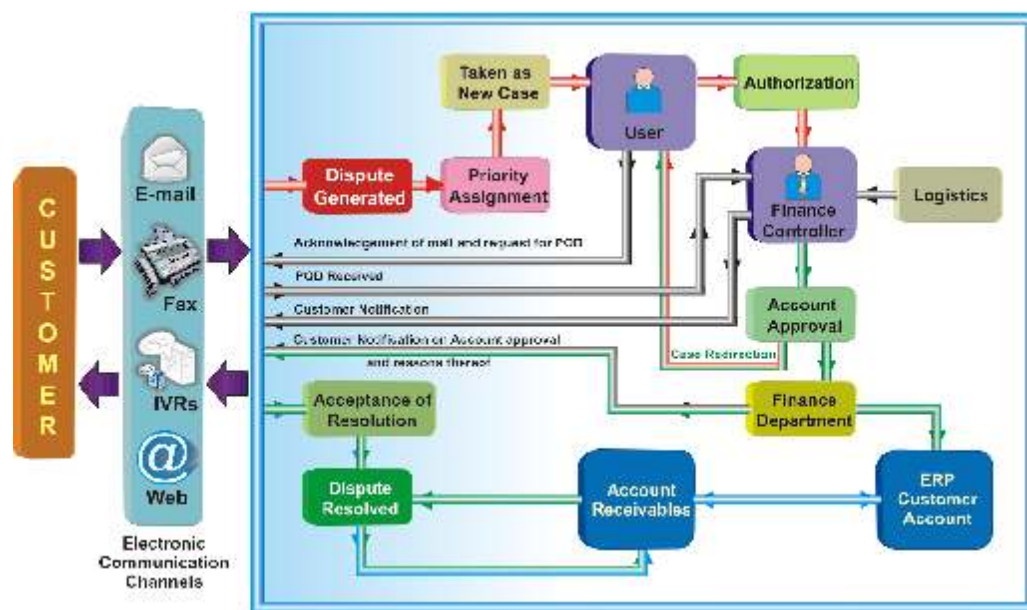 CUSTOMER
E-mail
Fax
IVRs
@
Web
Electronic
Communication
Channels
Taken as
New Case
User
Authorization
Dispute
Generated
Priority
Assignment
Finance
Controller
Logistics
Acknowledgement of mail and request for POD
POD Received
Customer Notification
Customer Notification on Account approval
and reasons thereof
Account
Approval
Case Redirection
Acceptance of
Resolution
Finance
Department
Dispute
Resolved
Account
Receivables
ERP
Customer
Account